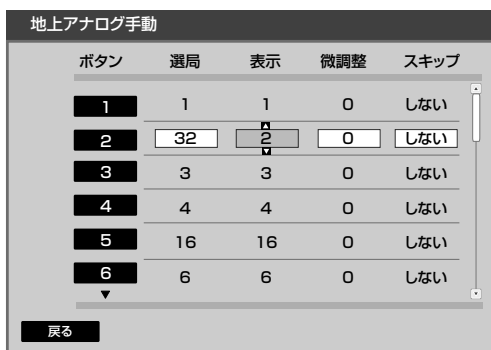 地上アナログ手動
ボタン 選局 表示 微調整 スキップ
1 1 1 0 しない
2 32 2 0 しない
3 3 3 0 しない
4 4 4 0 しない
5 16 16 0 しない
6 6 6 0 しない
戻る